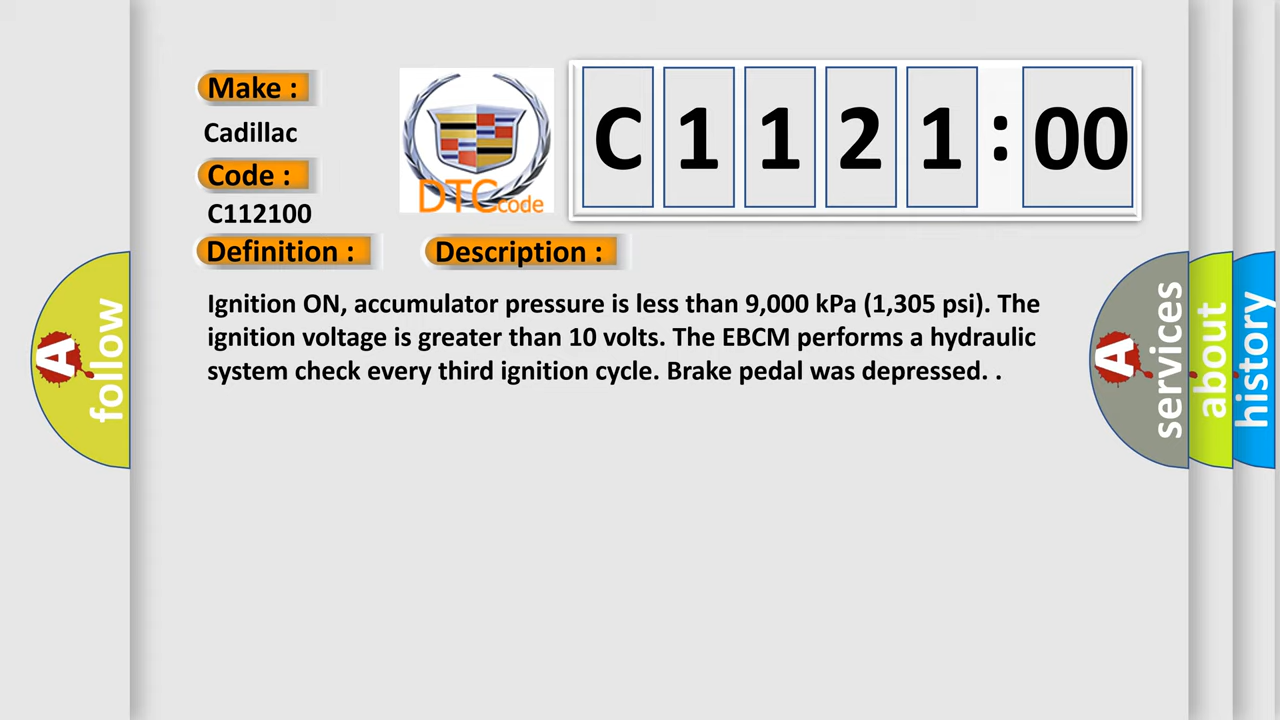 Make :
Cadillac
Code :
C112100
DTC code
C 1 1 2 1 : 00
Definition :
Description :
Ignition ON, accumulator pressure is less than 9,000 kPa (1,305 psi). The
ignition voltage is greater than 10 volts. The EBCM performs a hydraulic
system check every third ignition cycle. Brake pedal was depressed. .
A follow
A services
about
history